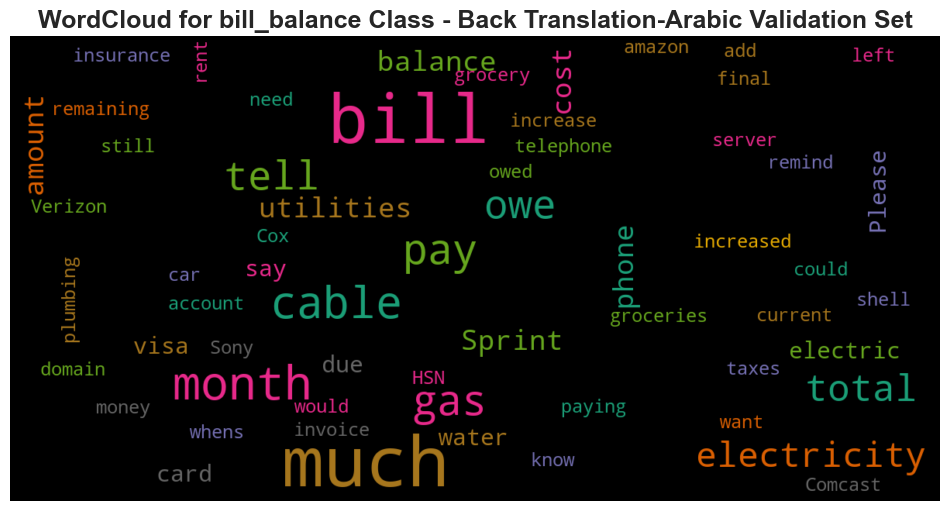 WordCloud for bill_balance Class - Back Translation-Arabic Validation Set
insurance
rent
balance
grocery
cost
amazon
add
left
final
remaining
need
bill
increase
amount
still
telephone
server
remind
tell
owed
Please
Verizon
utilities
owe
Cox
pay
phone
increased
say
could
plumbing
car
account
cable
groceries
current
shell
visa
Sony
Sprint
electric
domain
due
month
HSN
taxes
total
money
would
gas
paying
whens
invoice
water
want
much
know
electricity
card
Comcast